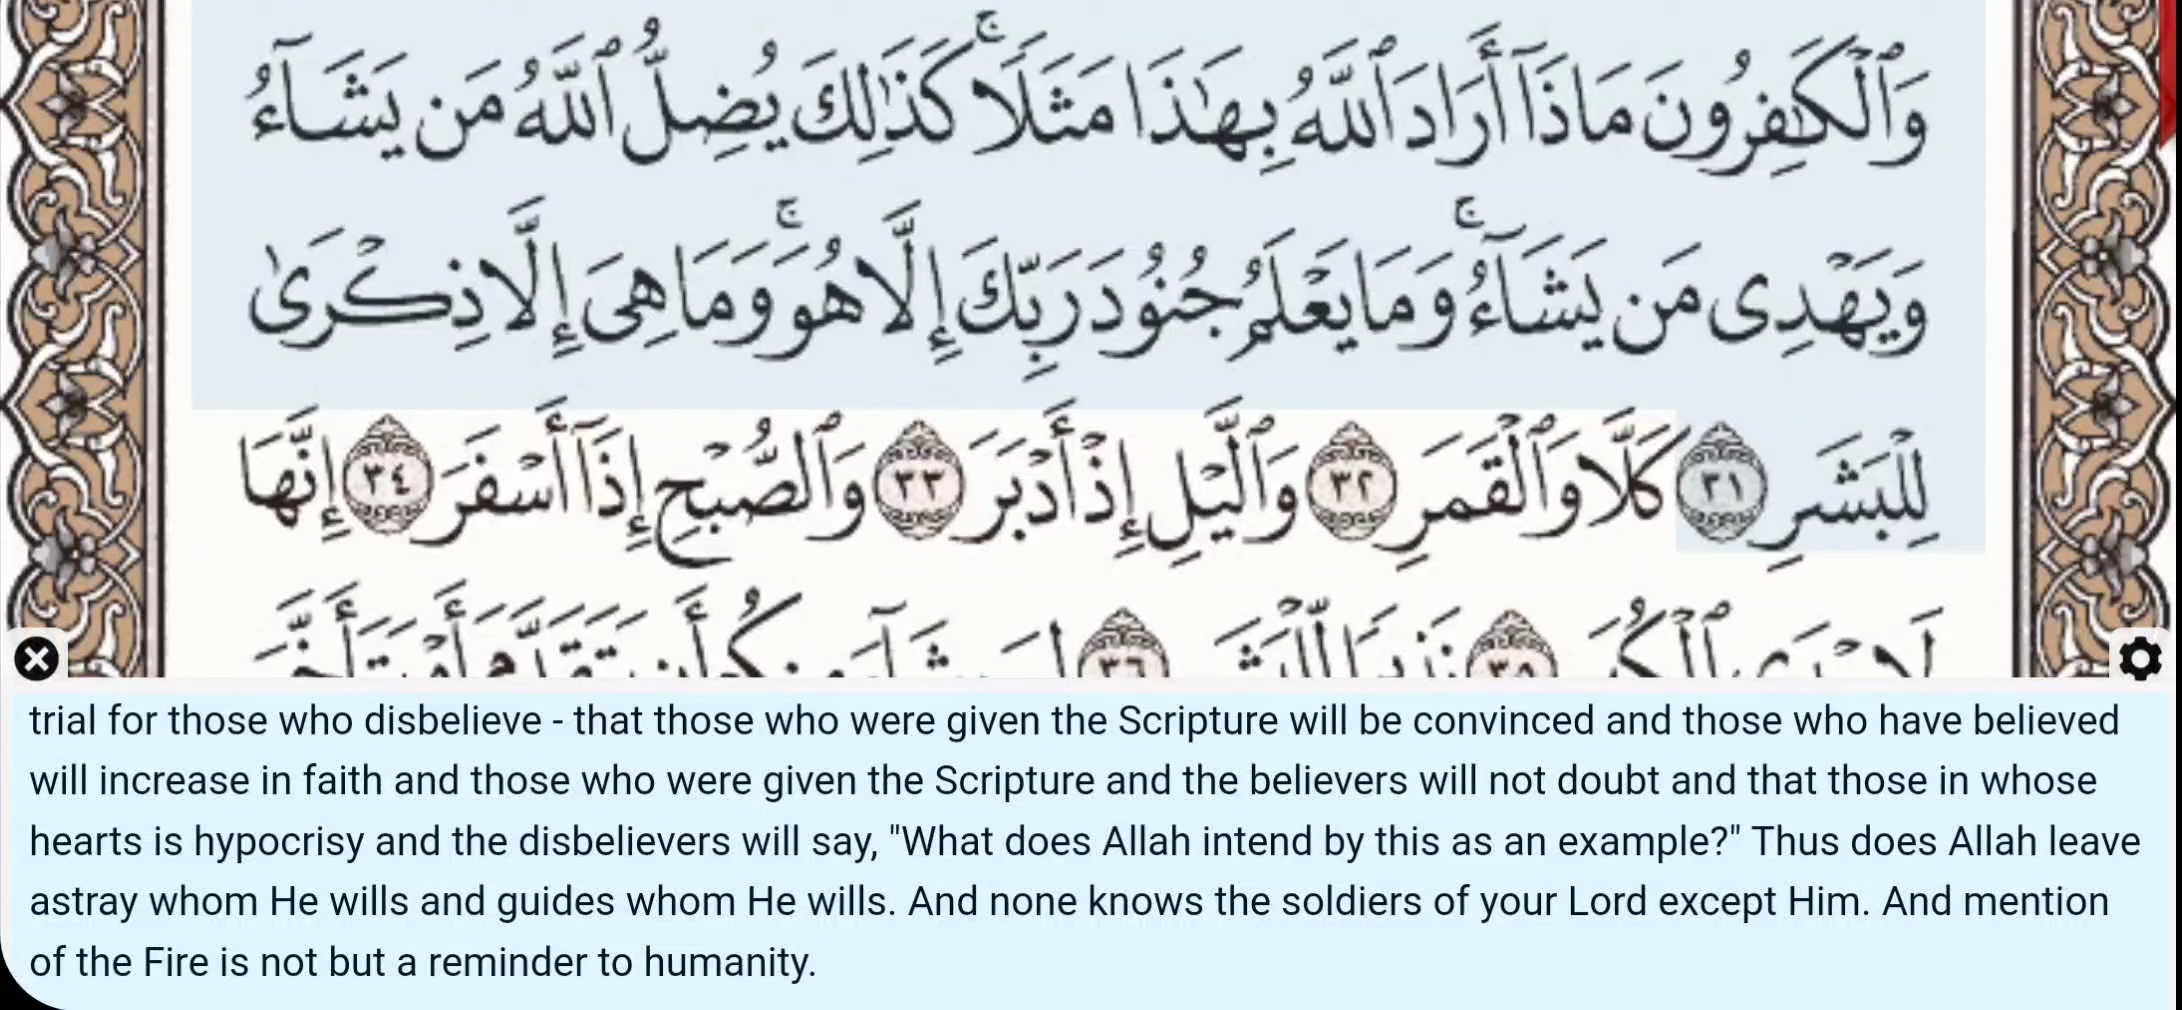 وَٱلْكَٰفِرُونَ مَاذَآ أَرَادَ ٱللَّهُ بِهَٰذَا مَثَلًا ۚ كَذَٰلِكَ يُضِلُّ ٱللَّهُ مَن يَشَآءُ
وَيَهْدِى مَن يَشَآءُ ۚ وَمَا يَعْلَمُ جُنُودَ رَبِّكَ إِلَّا هُوَ ۚ وَمَا هِىَ إِلَّا ذِكْرَىٰ
لِلْبَشَرِ ٣١ كَلَّا وَٱلْقَمَرِ ٣٢ وَٱلَّيْلِ إِذْ أَدْبَرَ ٣٣ وَٱلصُّبْحِ إِذَآ أَسْفَرَ ٣٤ إِنَّهَا
trial for those who disbelieve - that those who were given the Scripture will be convinced and those who have believed
will increase in faith and those who were given the Scripture and the believers will not doubt and that those in whose
hearts is hypocrisy and the disbelievers will say, "What does Allah intend by this as an example?" Thus does Allah leave
astray whom He wills and guides whom He wills. And none knows the soldiers of your Lord except Him. And mention
of the Fire is not but a reminder to humanity.